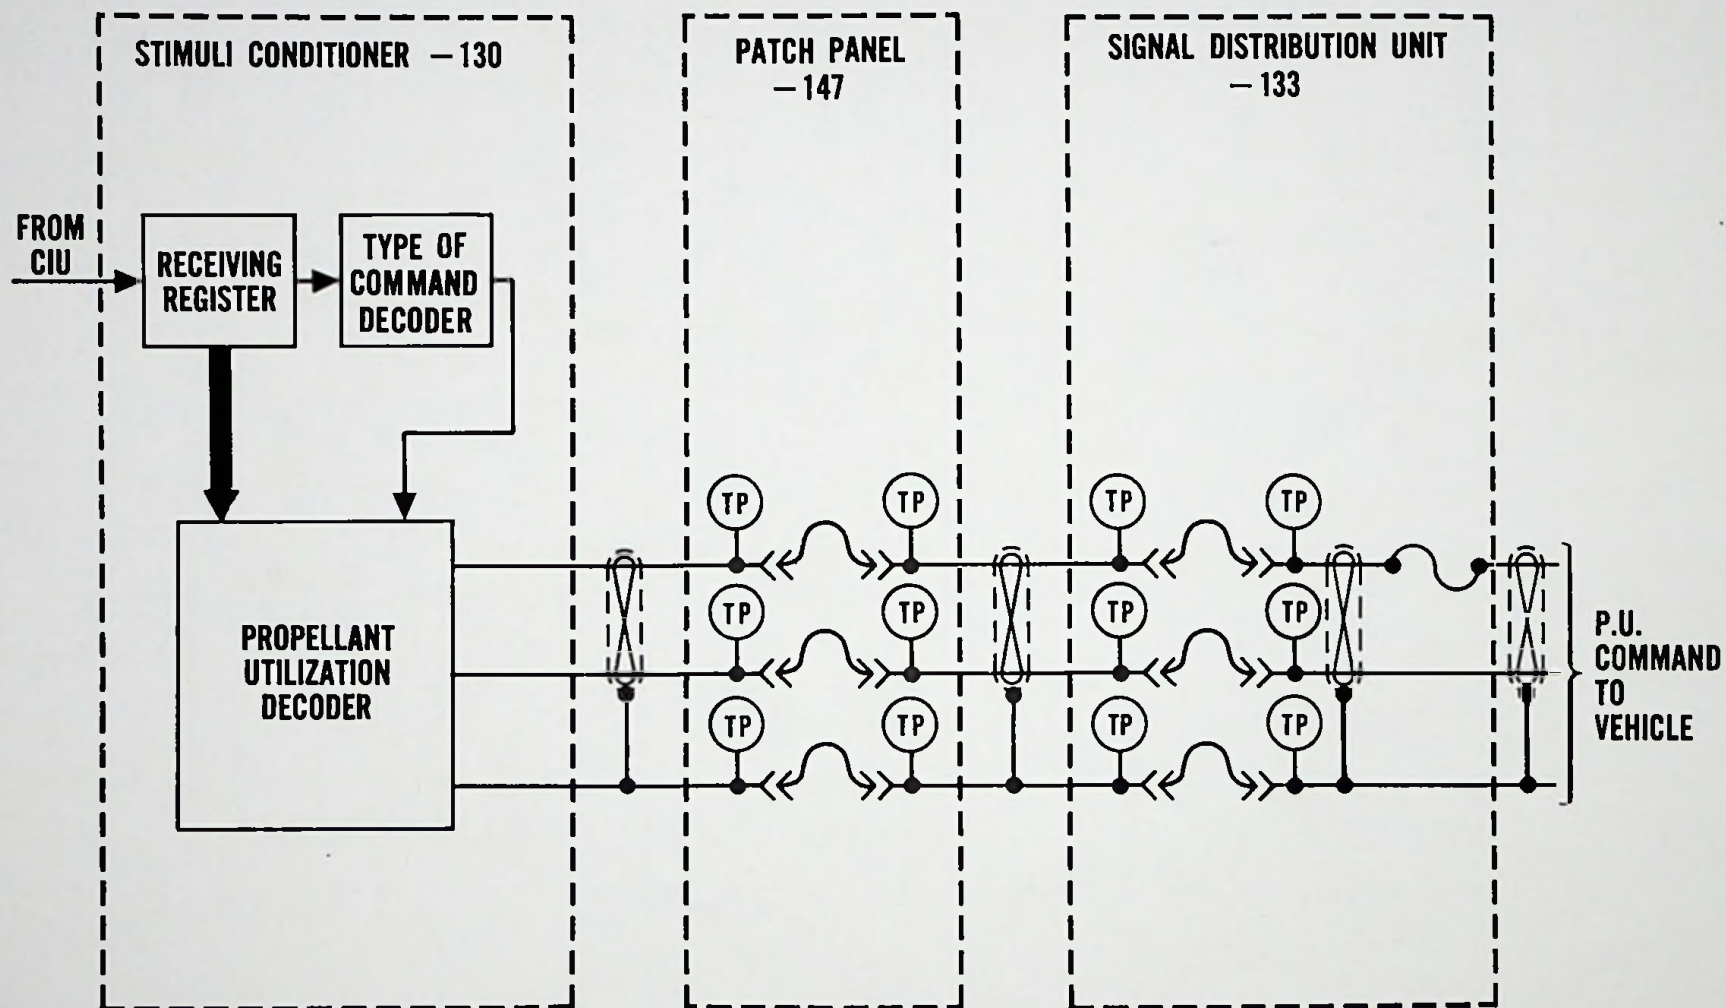 STIMULI CONDITIONER –130
PATCH PANEL
–147
SIGNAL DISTRIBUTION UNIT
–133
FROM
CIU
RECEIVING
REGISTER
TYPE OF
COMMAND
DECODER
PROPELLANT
UTILIZATION
DECODER
TP
TP
TP
TP
TP
TP
TP
TP
TP
TP
TP
TP
P.U.
COMMAND
TO
VEHICLE